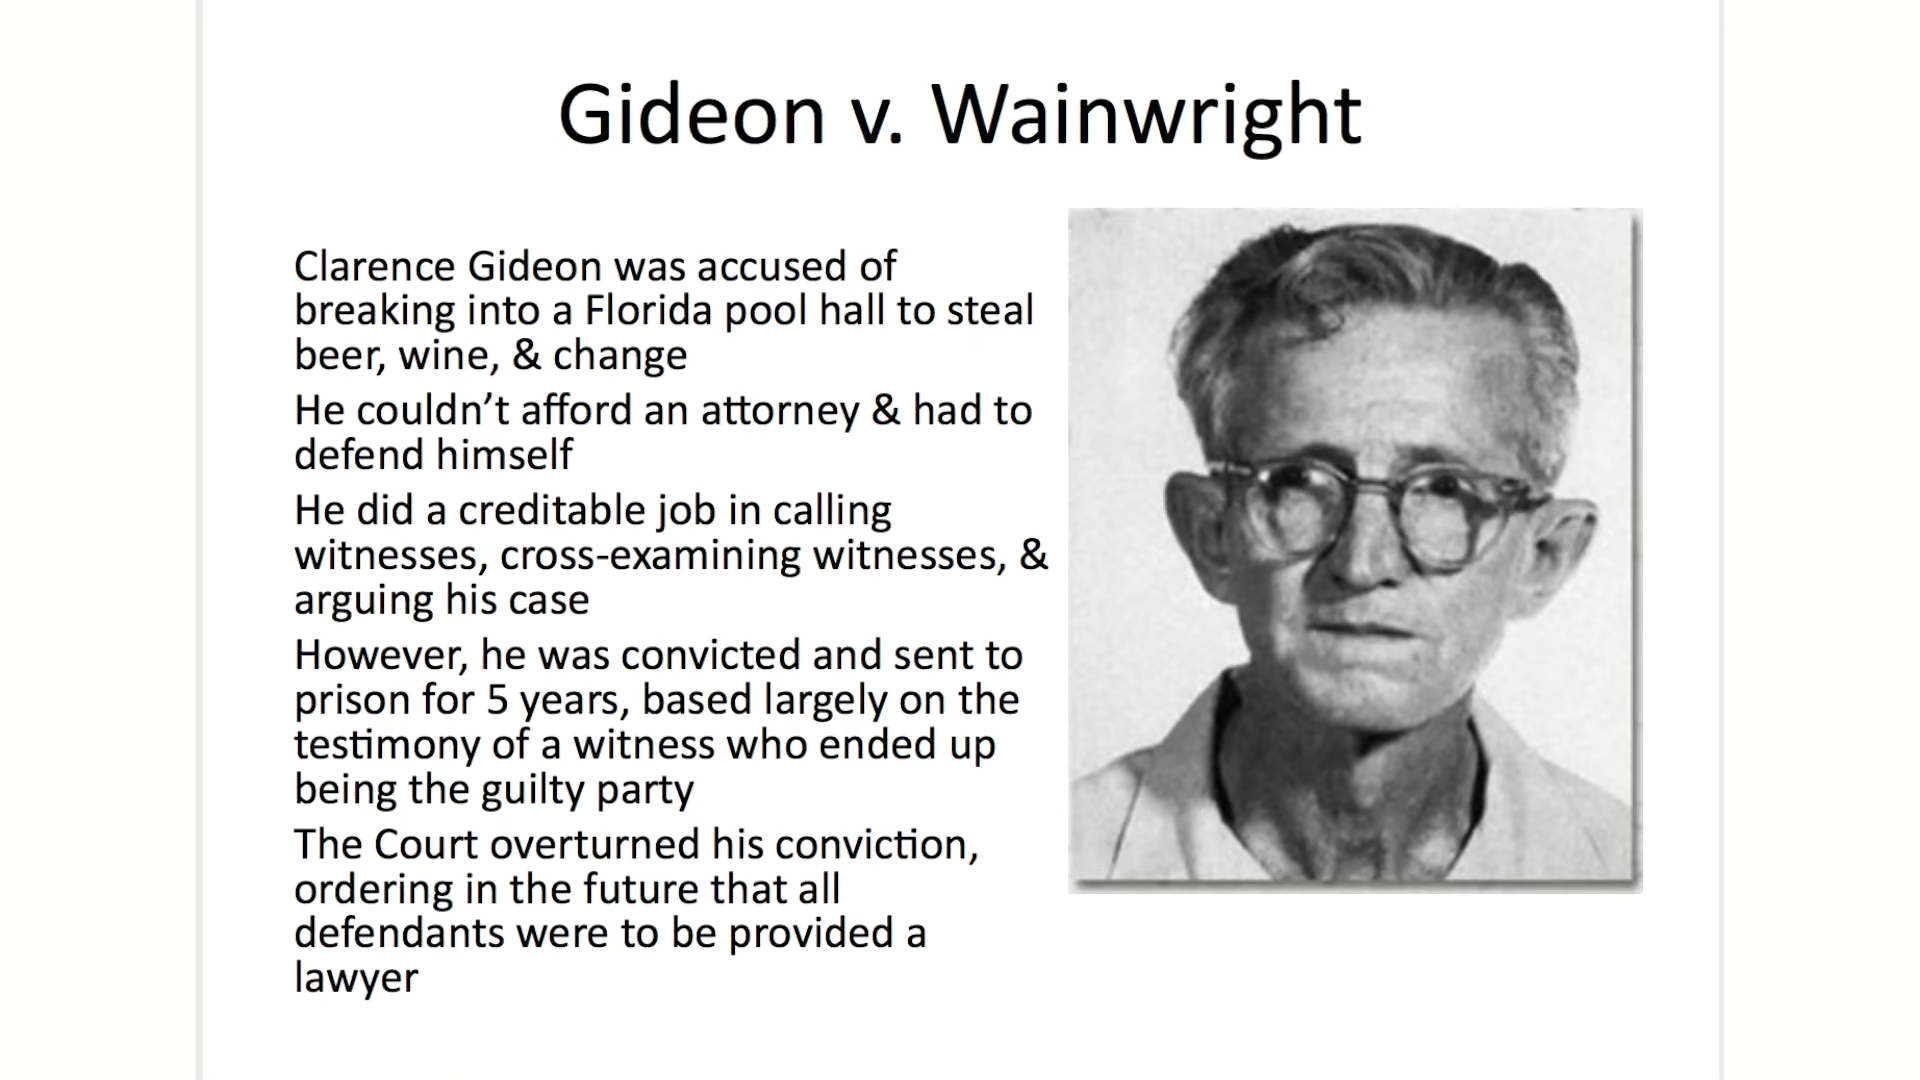 Gideon v. Wainwright
Clarence Gideon was accused of
breaking into a Florida pool hall to steal
beer, wine, & change
He couldn’t afford an attorney & had to
defend himself
He did a creditable job in calling
witnesses, cross-examining witnesses, &
arguing his case
However, he was convicted and sent to
prison for 5 years, based largely on the
testimony of a witness who ended up
being the guilty party
The Court overturned his conviction,
ordering in the future that all
defendants were to be provided a
lawyer